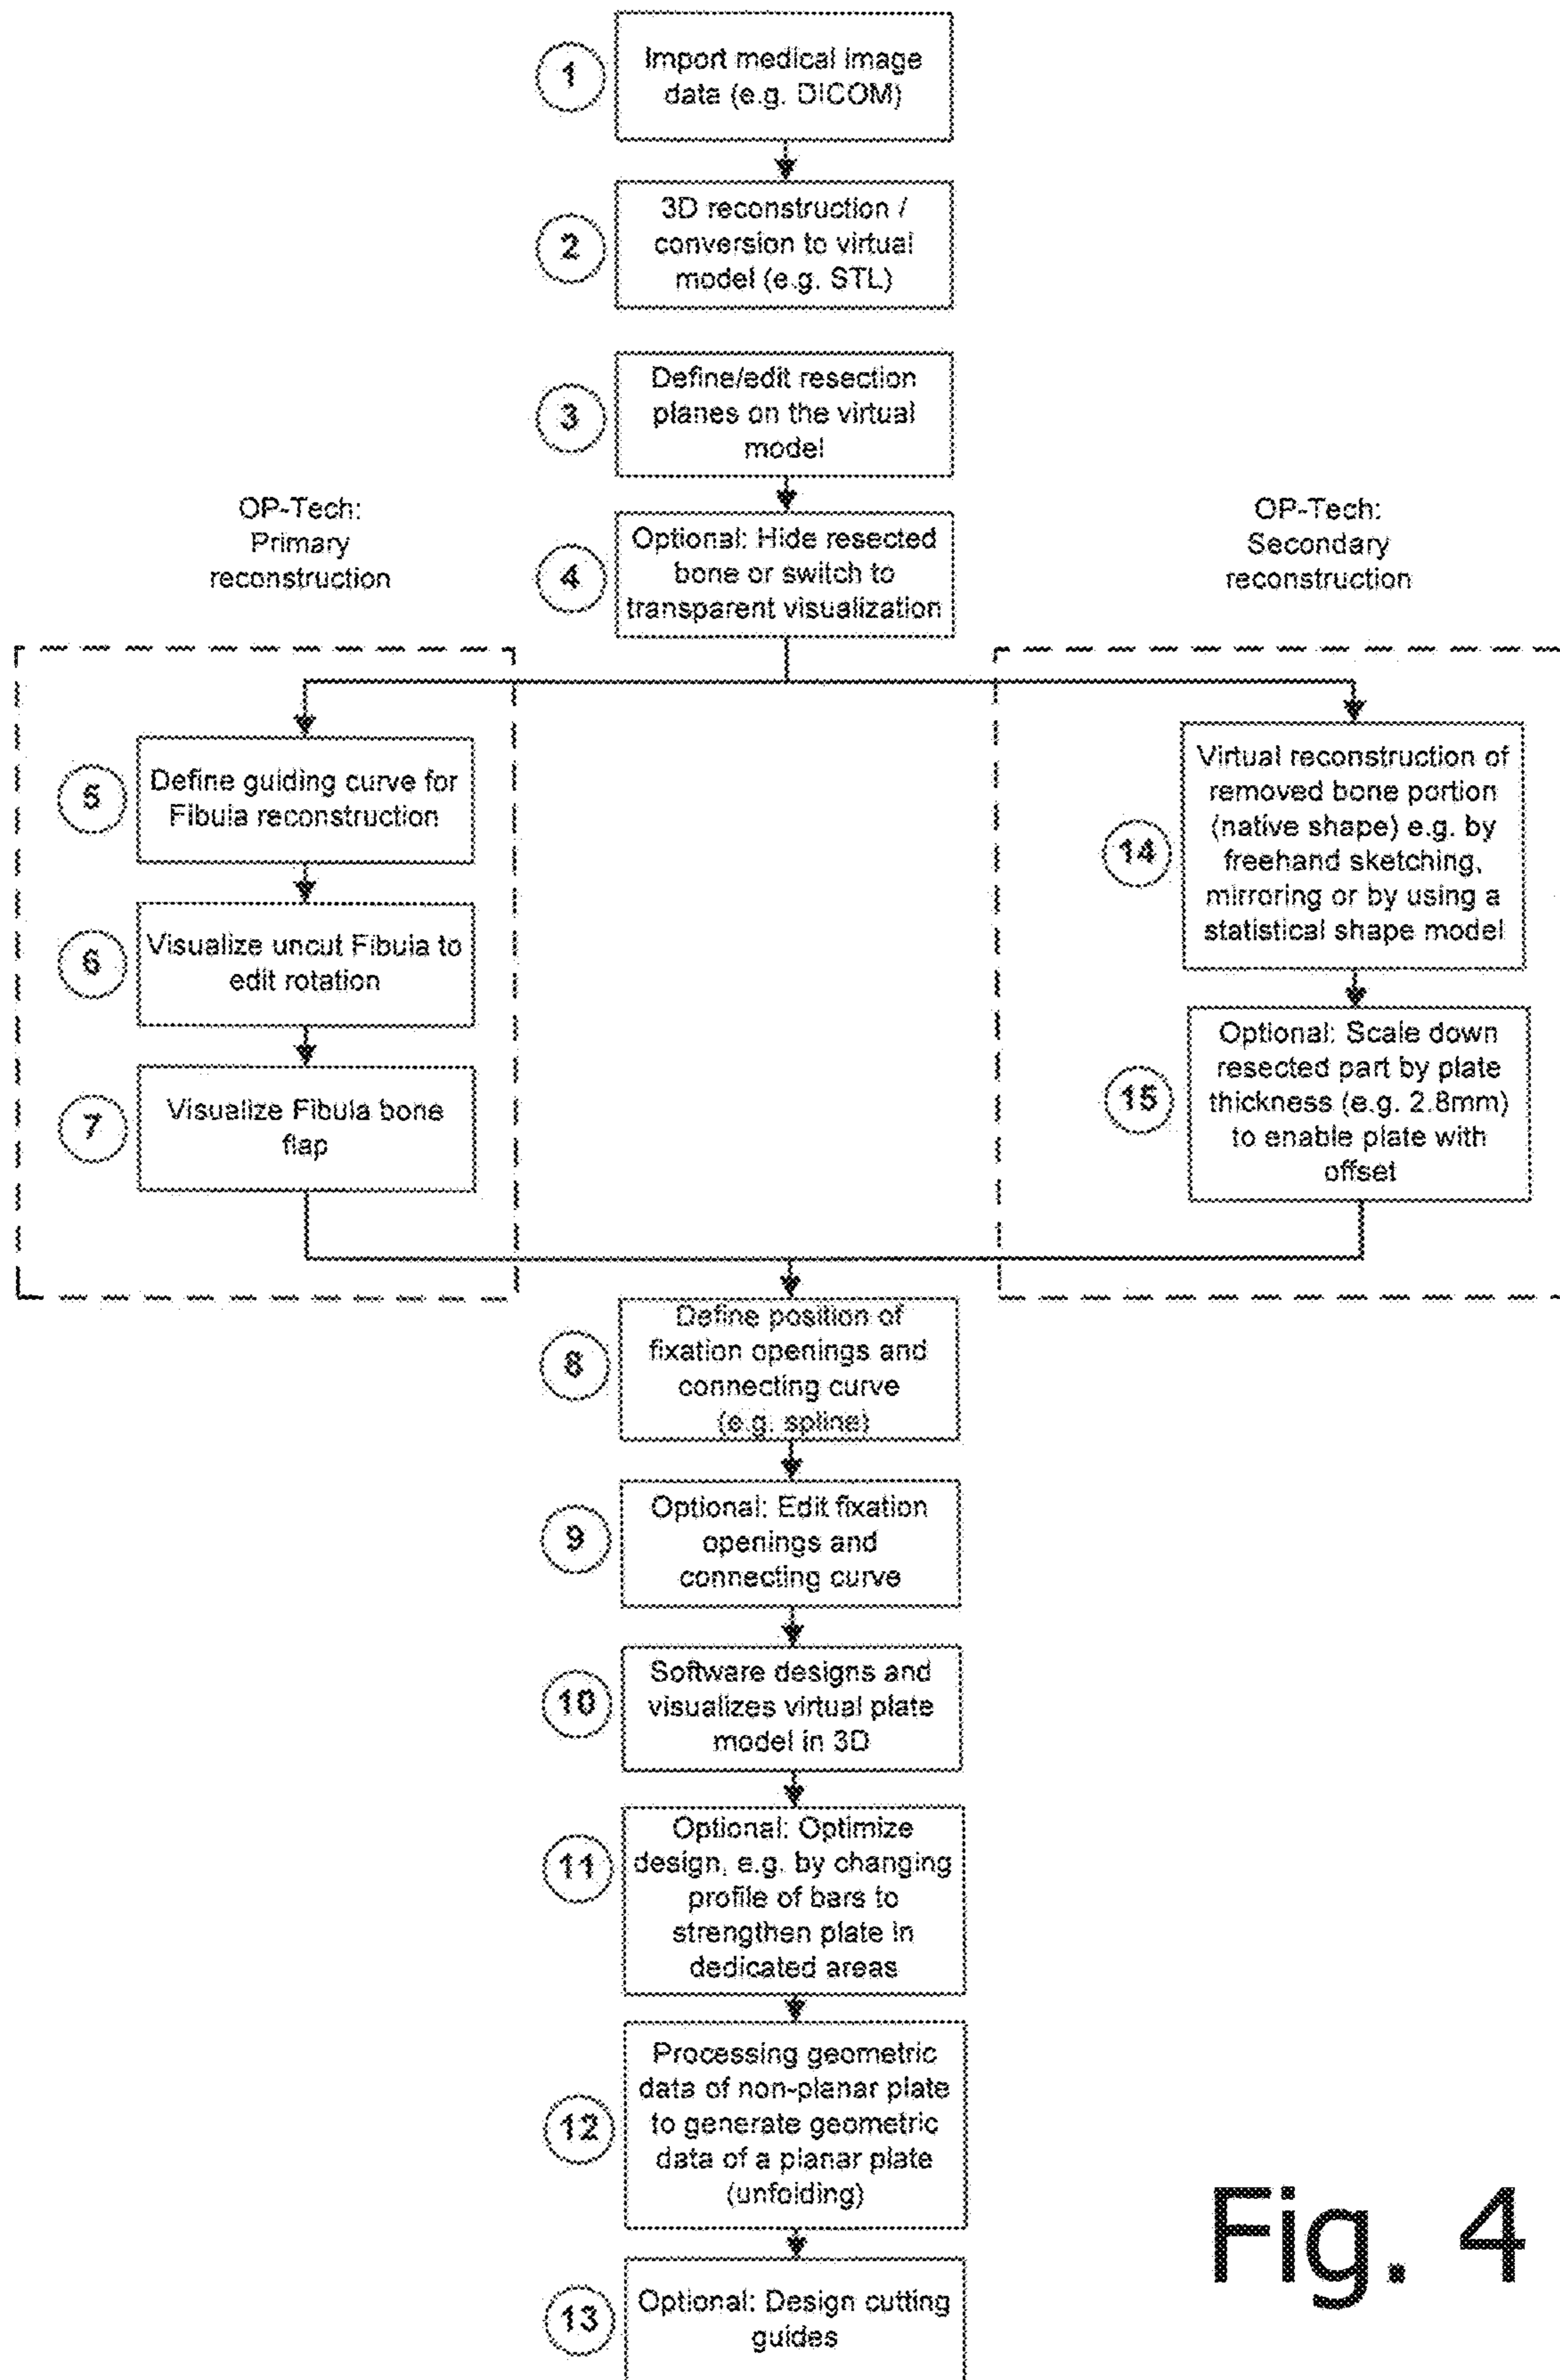 1
Import medical image
data (e.g. DICOM)
2
3D reconstruction /
conversion to virtual
model (e.g. STL)
3
Define/edit resection
planes on the virtual
model
OP-Tech:
Primary
reconstruction
4
Optional: Hide resected
bone or switch to
transparent visualization
OP-Tech:
Secondary
reconstruction
5
Define guiding curve for
Fibula reconstruction
6
Visualize uncut Fibula to
edit rotation
7
Visualize Fibula bone
flap
14
Virtual reconstruction of
removed bone portion
(native shape) e.g. by
freehand sketching,
mirroring or by using a
statistical shape model
15
Optional: Scale down
resected part by plate
thickness (e.g. 2.8mm)
to enable plate with
offset
8
Define position of
fixation openings and
connecting curve
(e.g. spline)
9
Optional: Edit fixation
openings and
connecting curve
10
Software designs and
visualizes virtual plate
model in 3D
11
Optional: Optimize
design, e.g. by changing
profile of bars to
strengthen plate in
dedicated areas
12
Processing geometric
data of non-planar plate
to generate geometric
data of a planar plate
(unfolding)
13
Optional: Design cutting
guides
Fig. 4